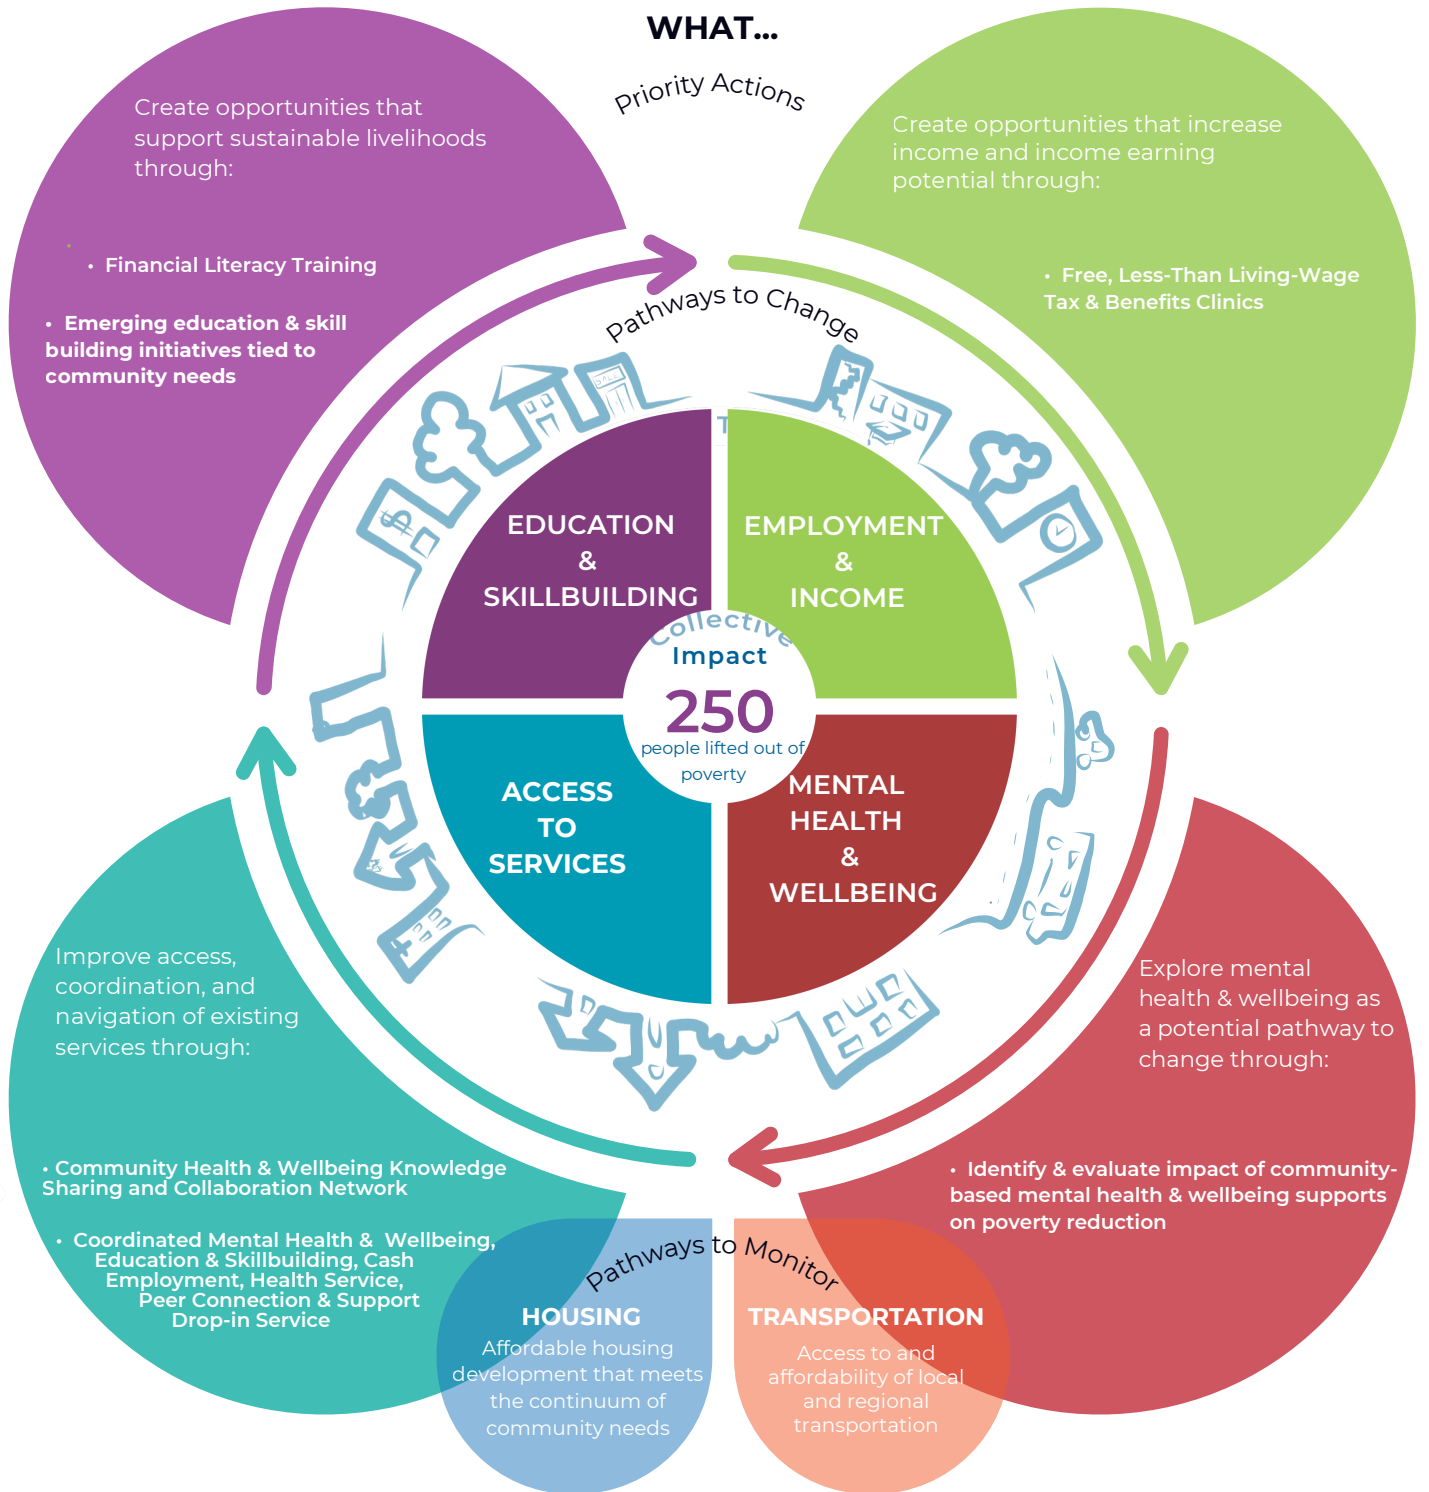 WHAT...
Priority Actions
Create opportunities that
support sustainable livelihoods
through:
• Financial Literacy Training
• Emerging education & skill
building initiatives tied to
community needs
Create opportunities that increase
income and income earning
potential through:
• Free, Less-Than Living-Wage
Tax & Benefits Clinics
Pathways to Change
T
EDUCATION
&
SKILLBUILDING
EMPLOYMENT
&
INCOME
Collective
Impact
250
people lifted out of
poverty
ACCESS
TO
SERVICES
MENTAL
HEALTH
&
WELLBEING
Improve access,
coordination, and
navigation of existing
services through:
• Community Health & Wellbeing Knowledge
Sharing and Collaboration Network
• Coordinated Mental Health & Wellbeing,
Education & Skillbuilding, Cash
Employment, Health Service,
Peer Connection & Support
Drop-in Service
Explore mental
health & wellbeing as
a potential pathway to
change through:
• Identify & evaluate impact of community-
based mental health & wellbeing supports
on poverty reduction
Pathways to Monitor
HOUSING
Affordable housing
development that meets
the continuum of
community needs
TRANSPORTATION
Access to and
affordability of local
and regional
transportation